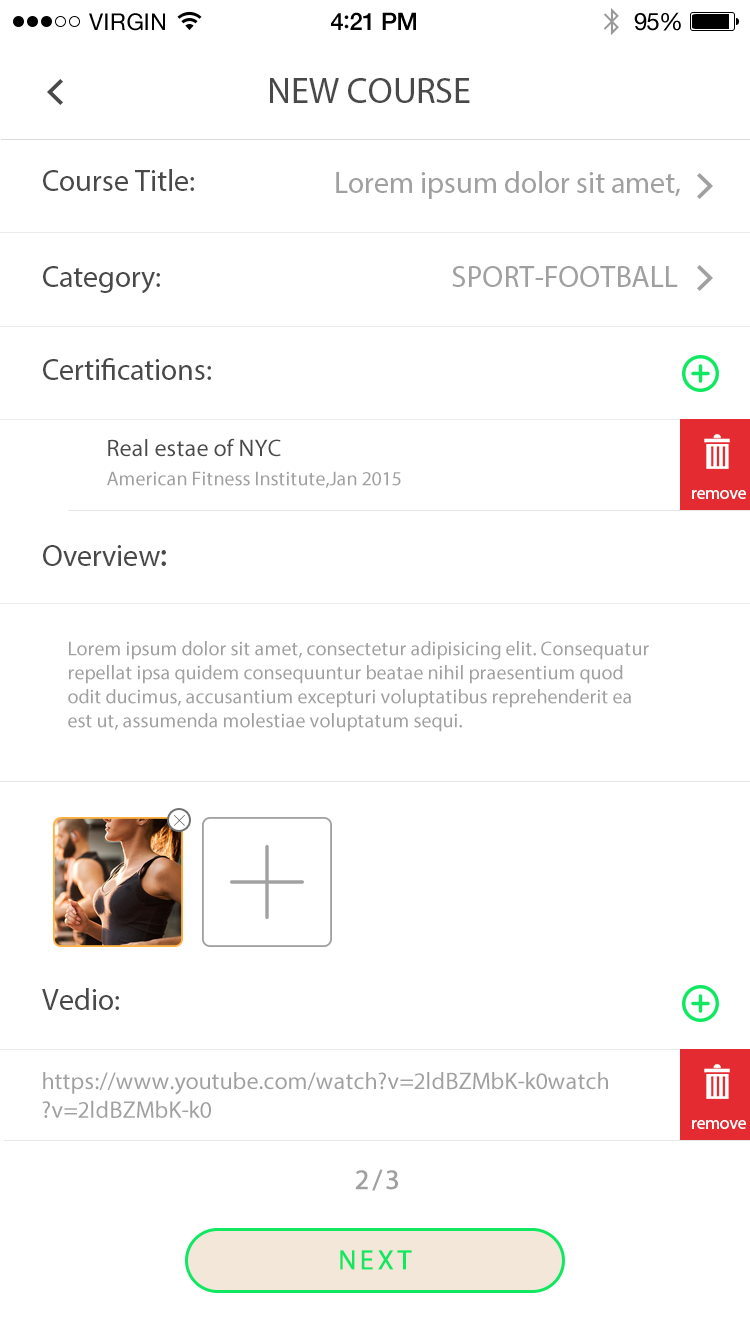 VIRGIN 4:21 PM 95%
NEW COURSE
Course Title: Lorem ipsum dolor sit amet,
Category: SPORT-FOOTBALL
Certifications:
Real estae of NYC
American Fitness Institute,Jan 2015
remove
Overview:
Lorem ipsum dolor sit amet, consectetur adipisicing elit. Consequatur
repellat ipsa quidem consequuntur beatae nihil praesentium quod
odit ducimus, accusantium excepturi voluptatibus reprehenderit ea
est ut, assumenda molestiae voluptatum sequi.
Vedio:
https://www.youtube.com/watch?v=2ldBZMbK-k0watch
?v=2ldBZMbK-k0
remove
2/3
NEXT